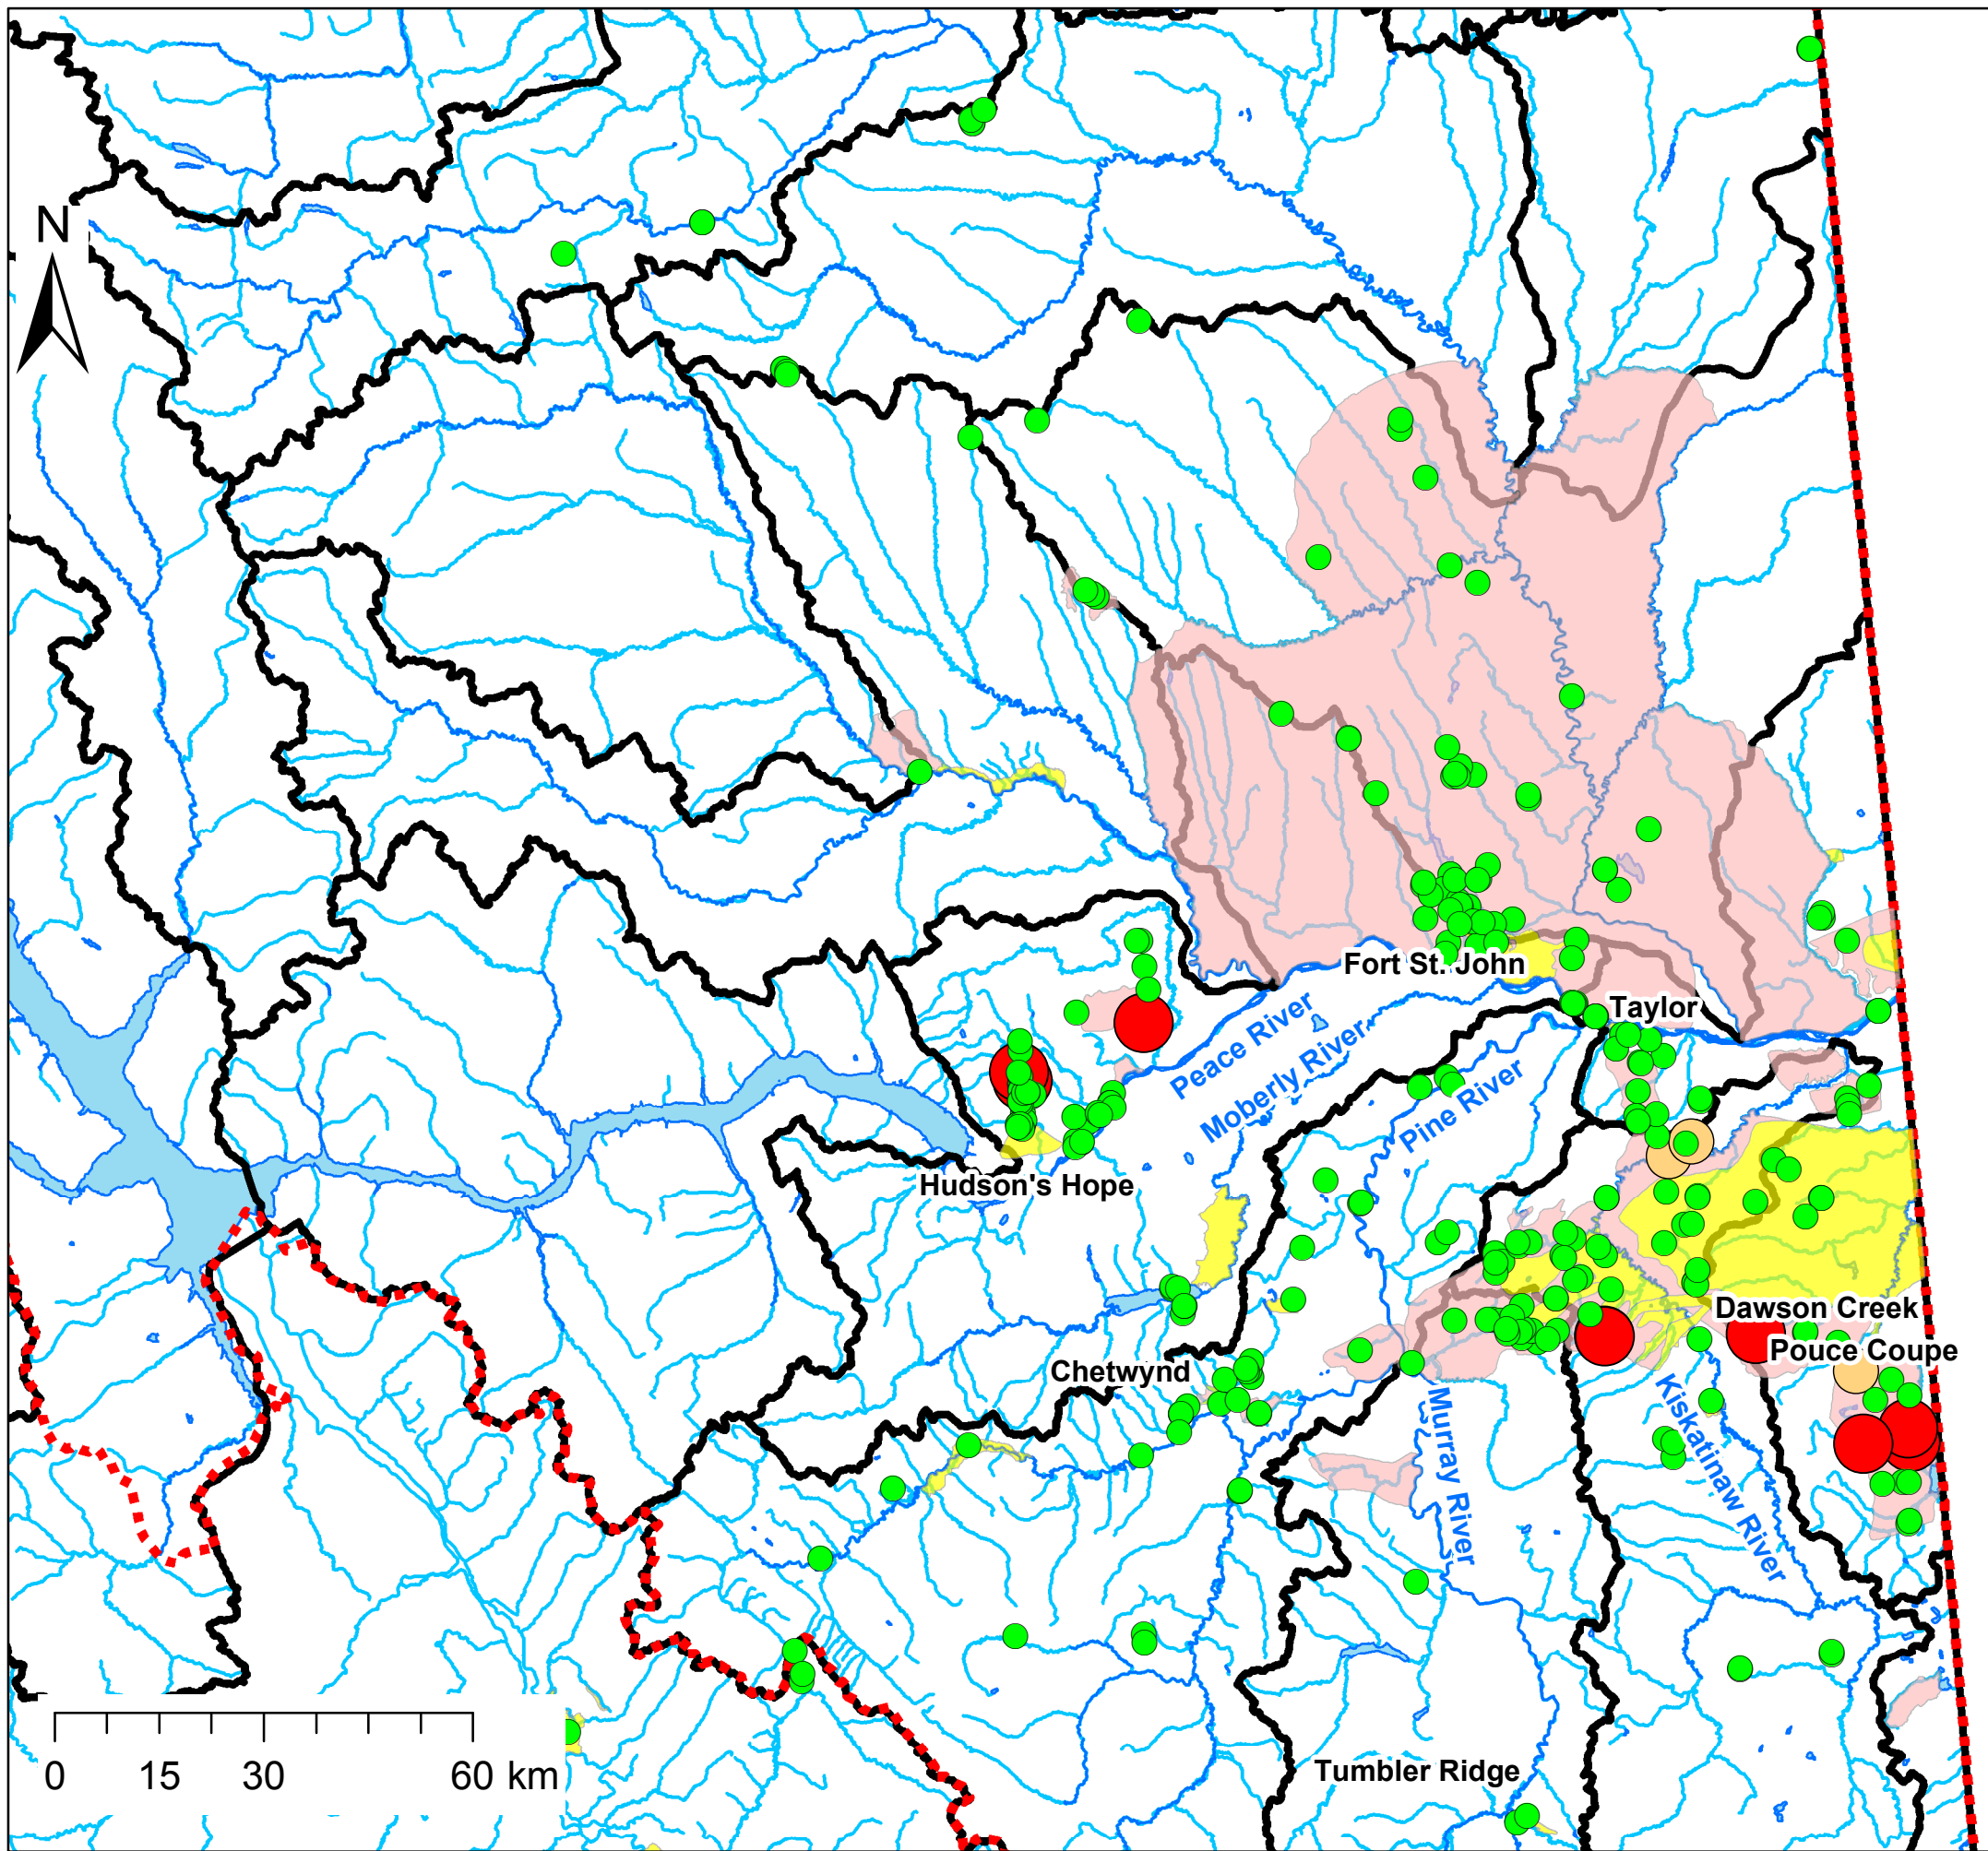 N
Fort St. John
Taylor
Peace River
Moberly River
Pine River
Hudson's Hope
Dawson Creek
Pouce Coupe
Chetwynd
Murray River
Kiskatinaw River
Tumbler Ridge
0 15 30 60 km